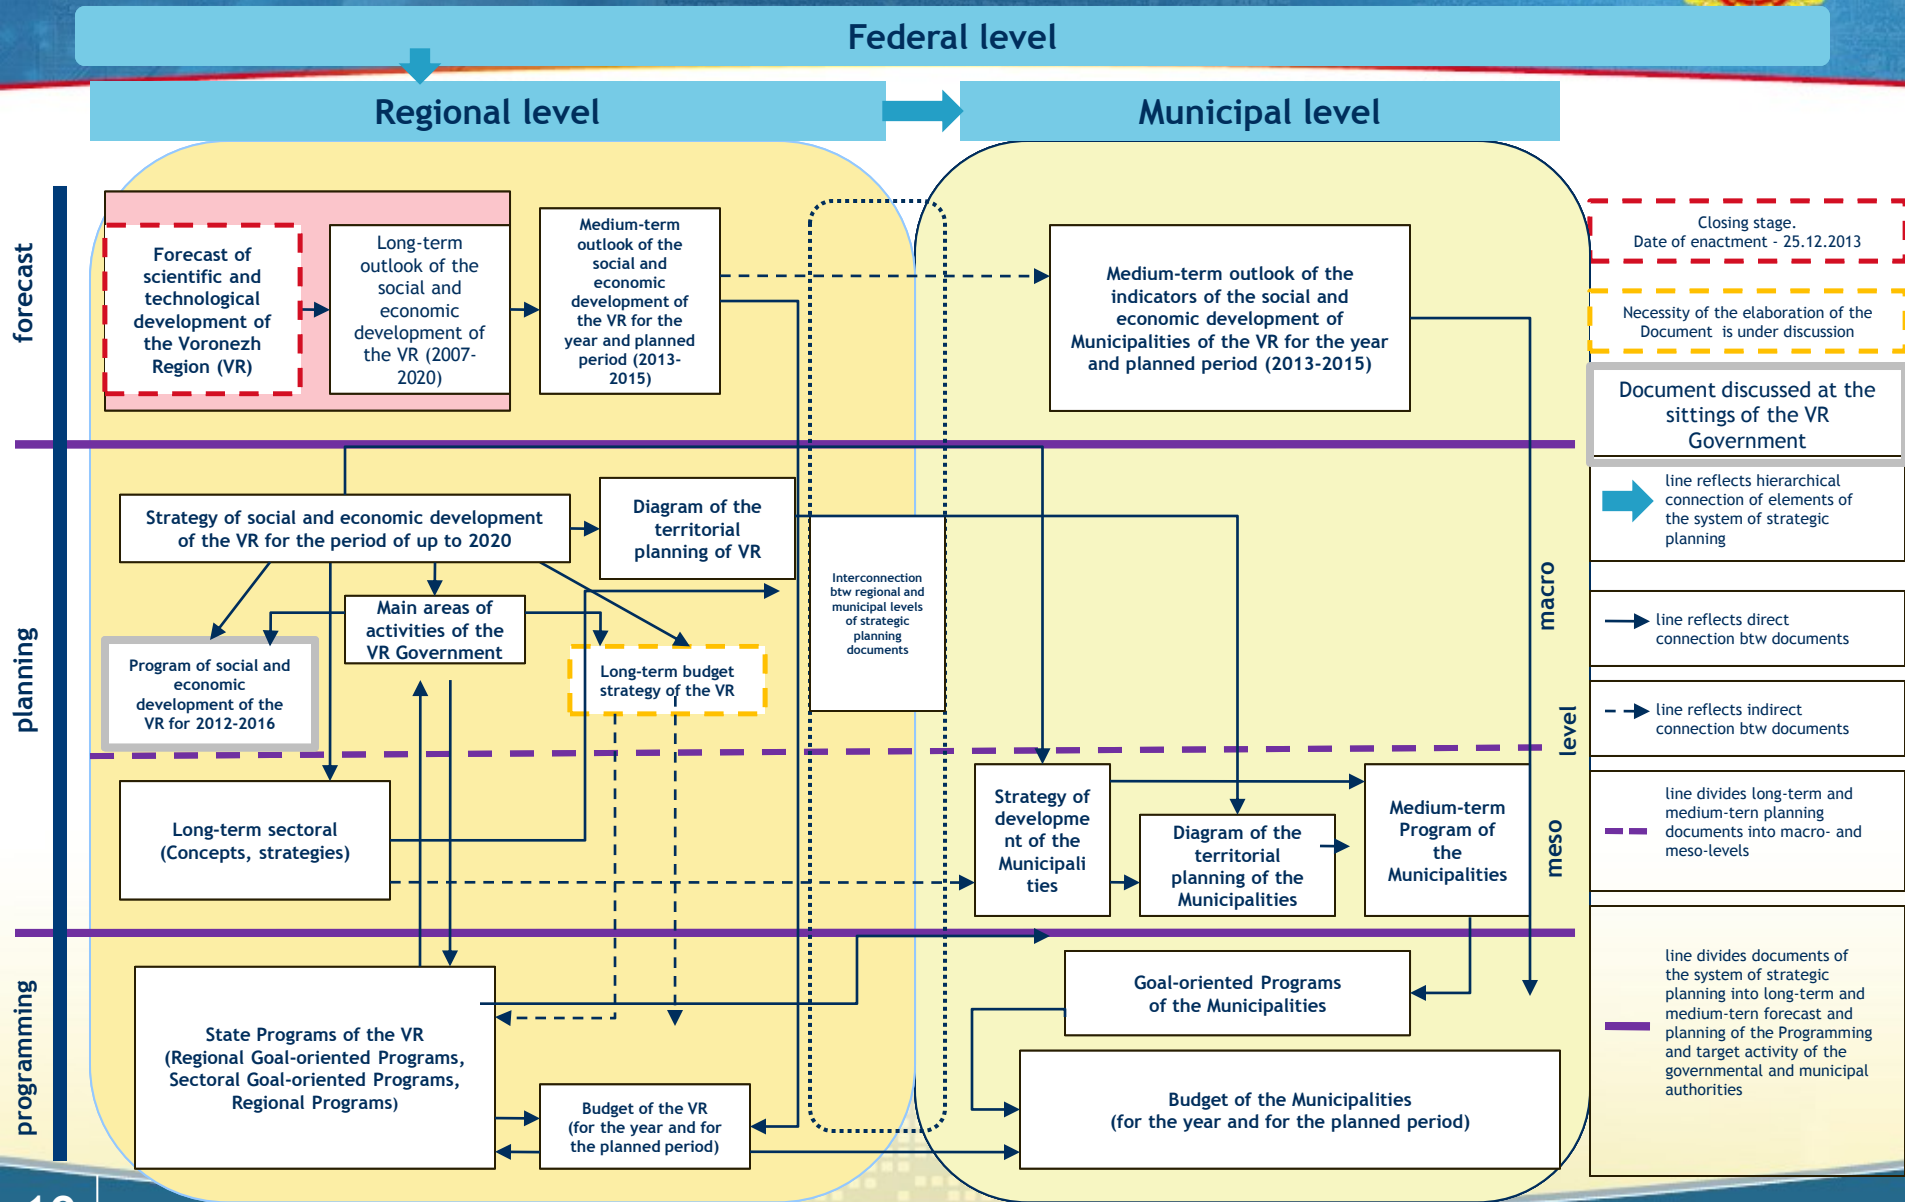 Federal level
Regional level
Municipal level
forecast
Forecast of
scientific and
technological
development of
the Voronezh
Region (VR)
Long-term
outlook of the
social and
economic
development of
the VR (2007-
2020)
Medium-term
outlook of the
social and
economic
development of
the VR for the
year and planned
period (2013-
2015)
Medium-term outlook of the
indicators of the social and
economic development of
Municipalities of the VR for the year
and planned period (2013-2015)
planning
Strategy of social and economic development
of the VR for the period of up to 2020
Diagram of the
territorial
planning of VR
Main areas of
activities of the
VR Government
Program of social and
economic
development of the
VR for 2012-2016
Long-term budget
strategy of the VR
Interconnection
btw regional and
municipal levels
of strategic
planning
documents
Long-term sectoral
(Concepts, strategies)
Strategy of
developme
nt of the
Municipali
ties
Diagram of the
territorial
planning of the
Municipalities
Medium-term
Program of
the
Municipalities
macro
level
meso
programming
State Programs of the VR
(Regional Goal-oriented Programs,
Sectoral Goal-oriented Programs,
Regional Programs)
Budget of the VR
(for the year and for
the planned period)
Goal-oriented Programs
of the Municipalities
Budget of the Municipalities
(for the year and for the planned period)
Closing stage.
Date of enactment - 25.12.2013
Necessity of the elaboration of the
Document is under discussion
Document discussed at the
sittings of the VR
Government
line reflects hierarchical
connection of elements of
the system of strategic
planning
line reflects direct
connection btw documents
line reflects indirect
connection btw documents
line divides long-term and
medium-tern planning
documents into macro- and
meso-levels
line divides documents of
the system of strategic
planning into long-term and
medium-tern forecast and
planning of the Programming
and target activity of the
governmental and municipal
authorities